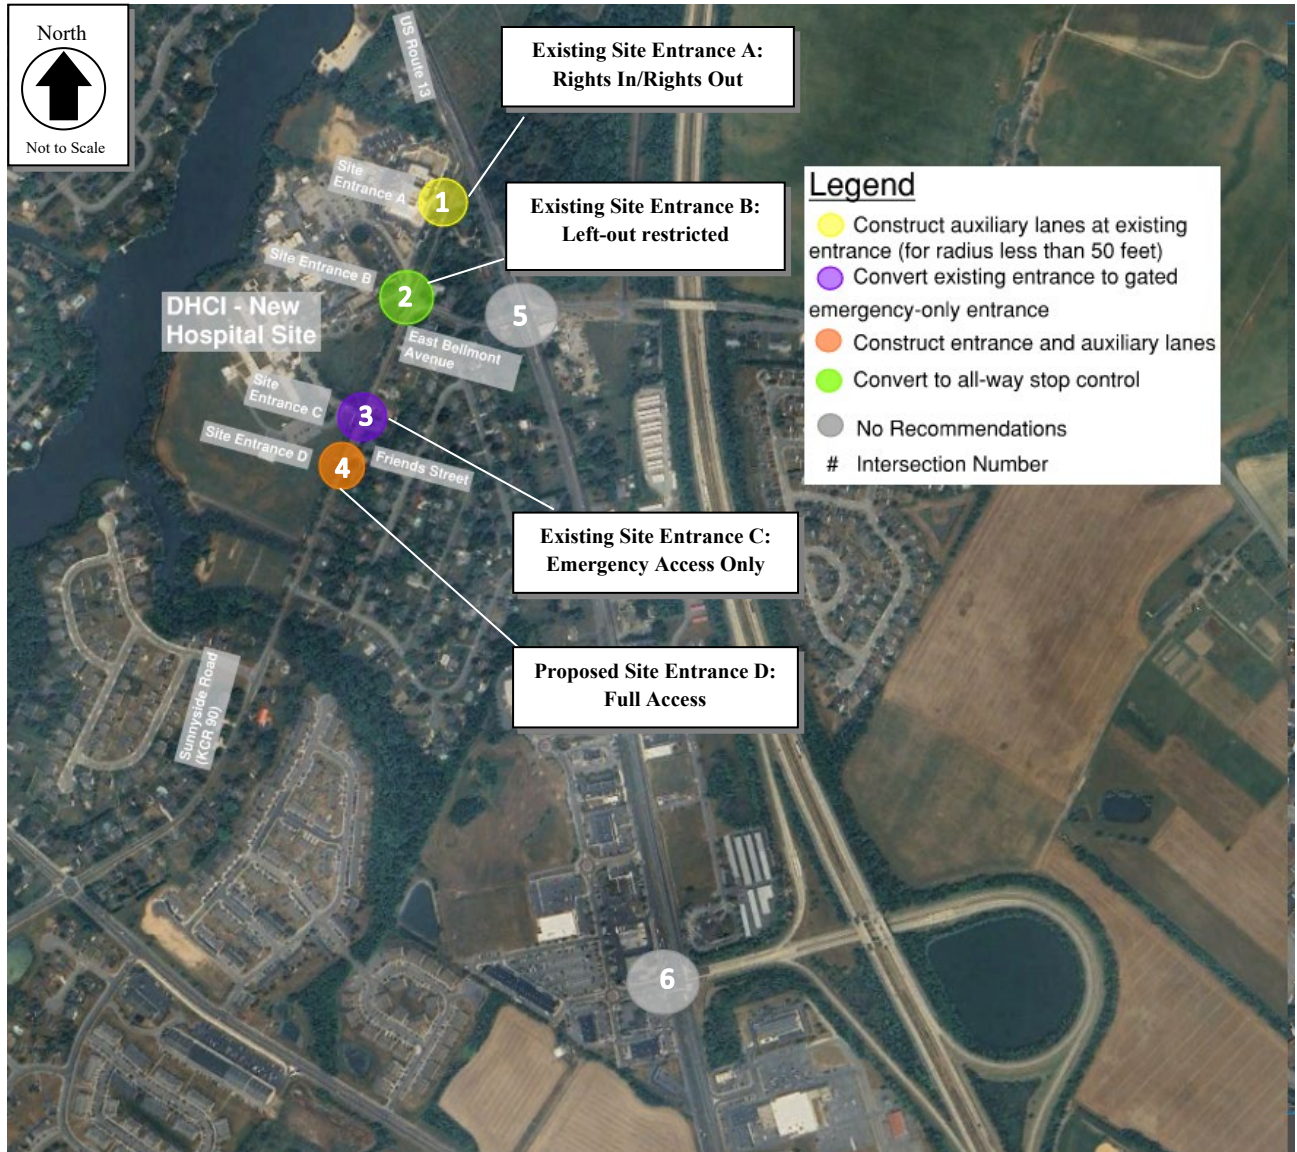 North
Not to Scale
US Route 13
Existing Site Entrance A:
Rights In/Rights Out
Site
Entrance A
1
Existing Site Entrance B:
Left-out restricted
Site Entrance B
2
5
DHCI - New
Hospital Site
East Bellmont
Avenue
Site
Entrance C
3
Site Entrance D
4
Friends Street
Existing Site Entrance C:
Emergency Access Only
Proposed Site Entrance D:
Full Access
Sunnyside Road
(KCR 90)
6
Legend
Construct auxiliary lanes at existing
entrance (for radius less than 50 feet)
Convert existing entrance to gated
emergency-only entrance
Construct entrance and auxiliary lanes
Convert to all-way stop control
No Recommendations
# Intersection Number